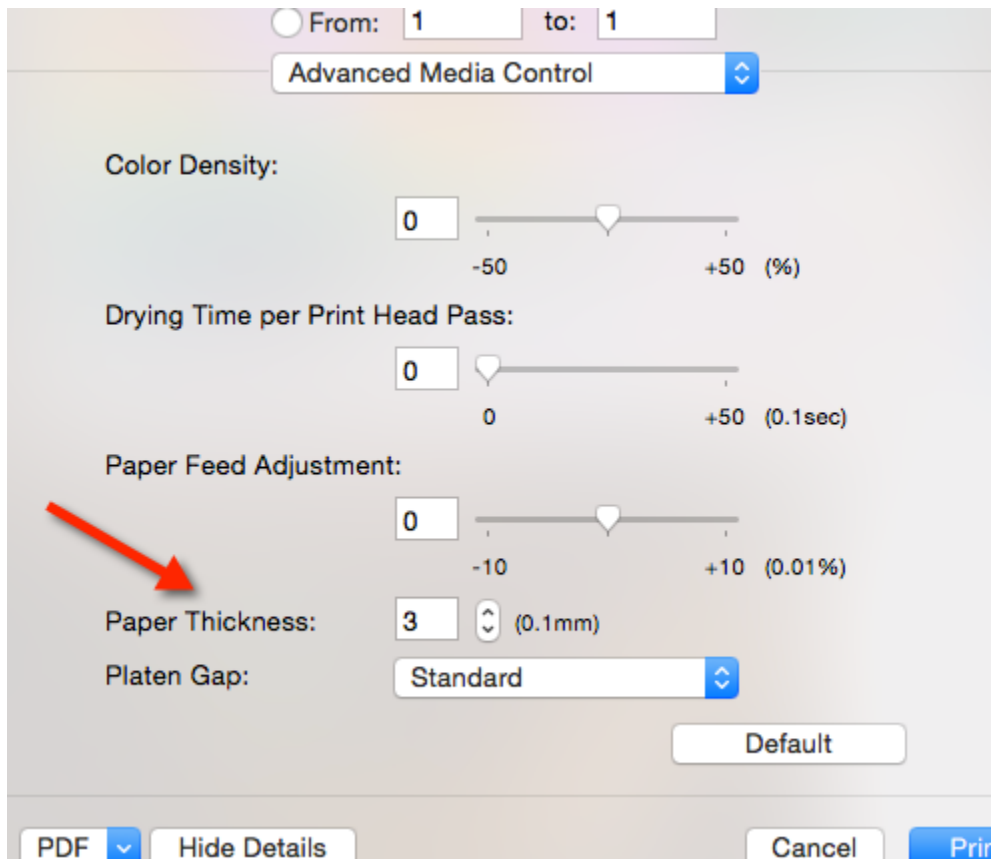 From: 1 to: 1
Advanced Media Control
Color Density:
0
-50 +50 (%)
Drying Time per Print Head Pass:
0
0 +50 (0.1sec)
Paper Feed Adjustment:
0
-10 +10 (0.01%)
Paper Thickness: 3 (0.1mm)
Platen Gap: Standard
Default
PDF Hide Details Cancel Prin